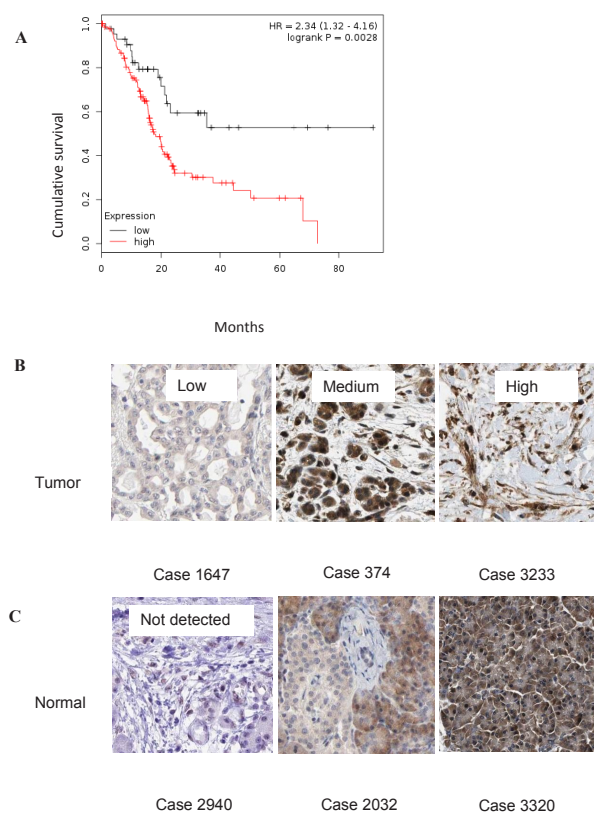 A
HR = 2.34 (1.32 - 4.16)
logrank P = 0.0028
Cumulative survival
1.0
0.8
0.6
0.4
0.2
0.0
Expression
low
high
0 20 40 60 80
Months
B
Low Medium High
Tumor
Case 1647 Case 374 Case 3233
C
Not detected
Normal
Case 2940 Case 2032 Case 3320